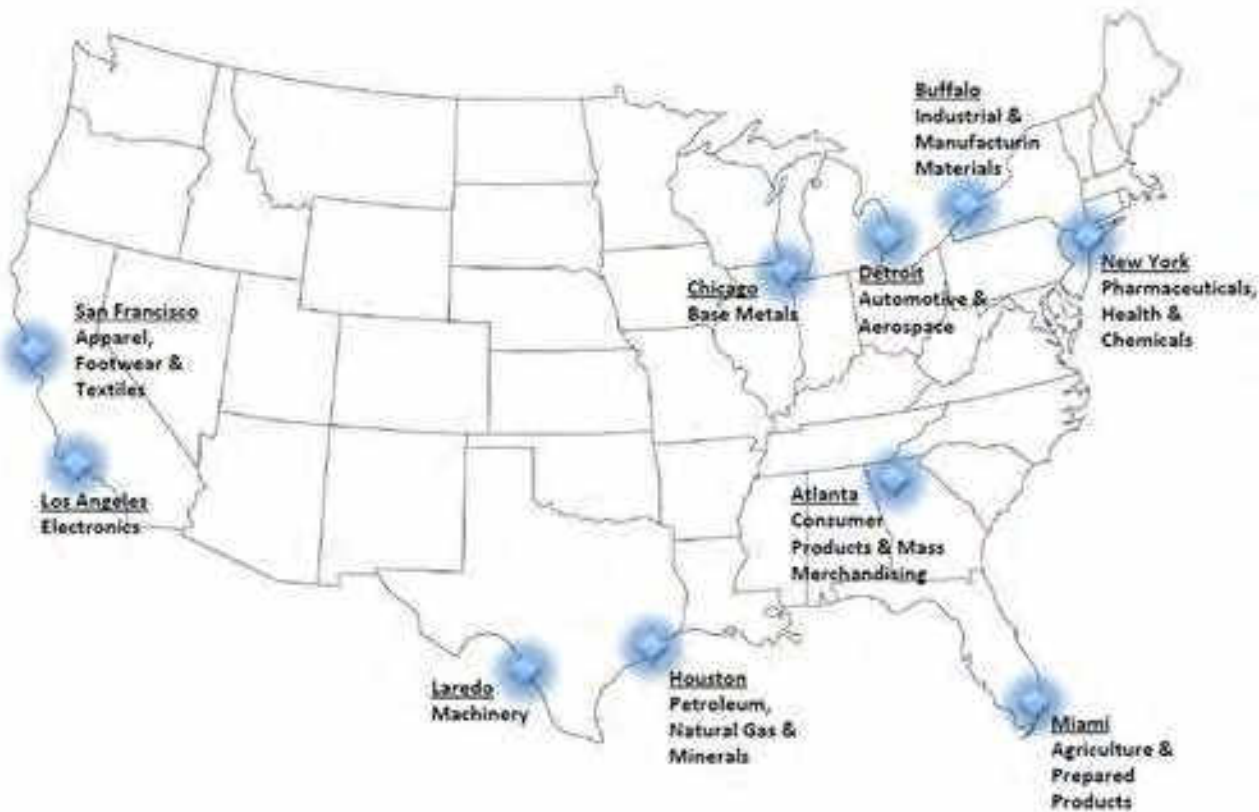 Buffalo
Industrial &
Manufacturin
Materials
New York
Pharmaceuticals,
Health &
Chemicals
Detroit
Automotive &
Aerospace
Chicago
Base Metals
San Francisco
Apparel,
Footwear &
Textiles
Los Angeles
Electronics
Atlanta
Consumer
Products & Mass
Merchandising
Laredo
Machinery
Houston
Petroleum,
Natural Gas &
Minerals
Miami
Agriculture &
Prepared
Products